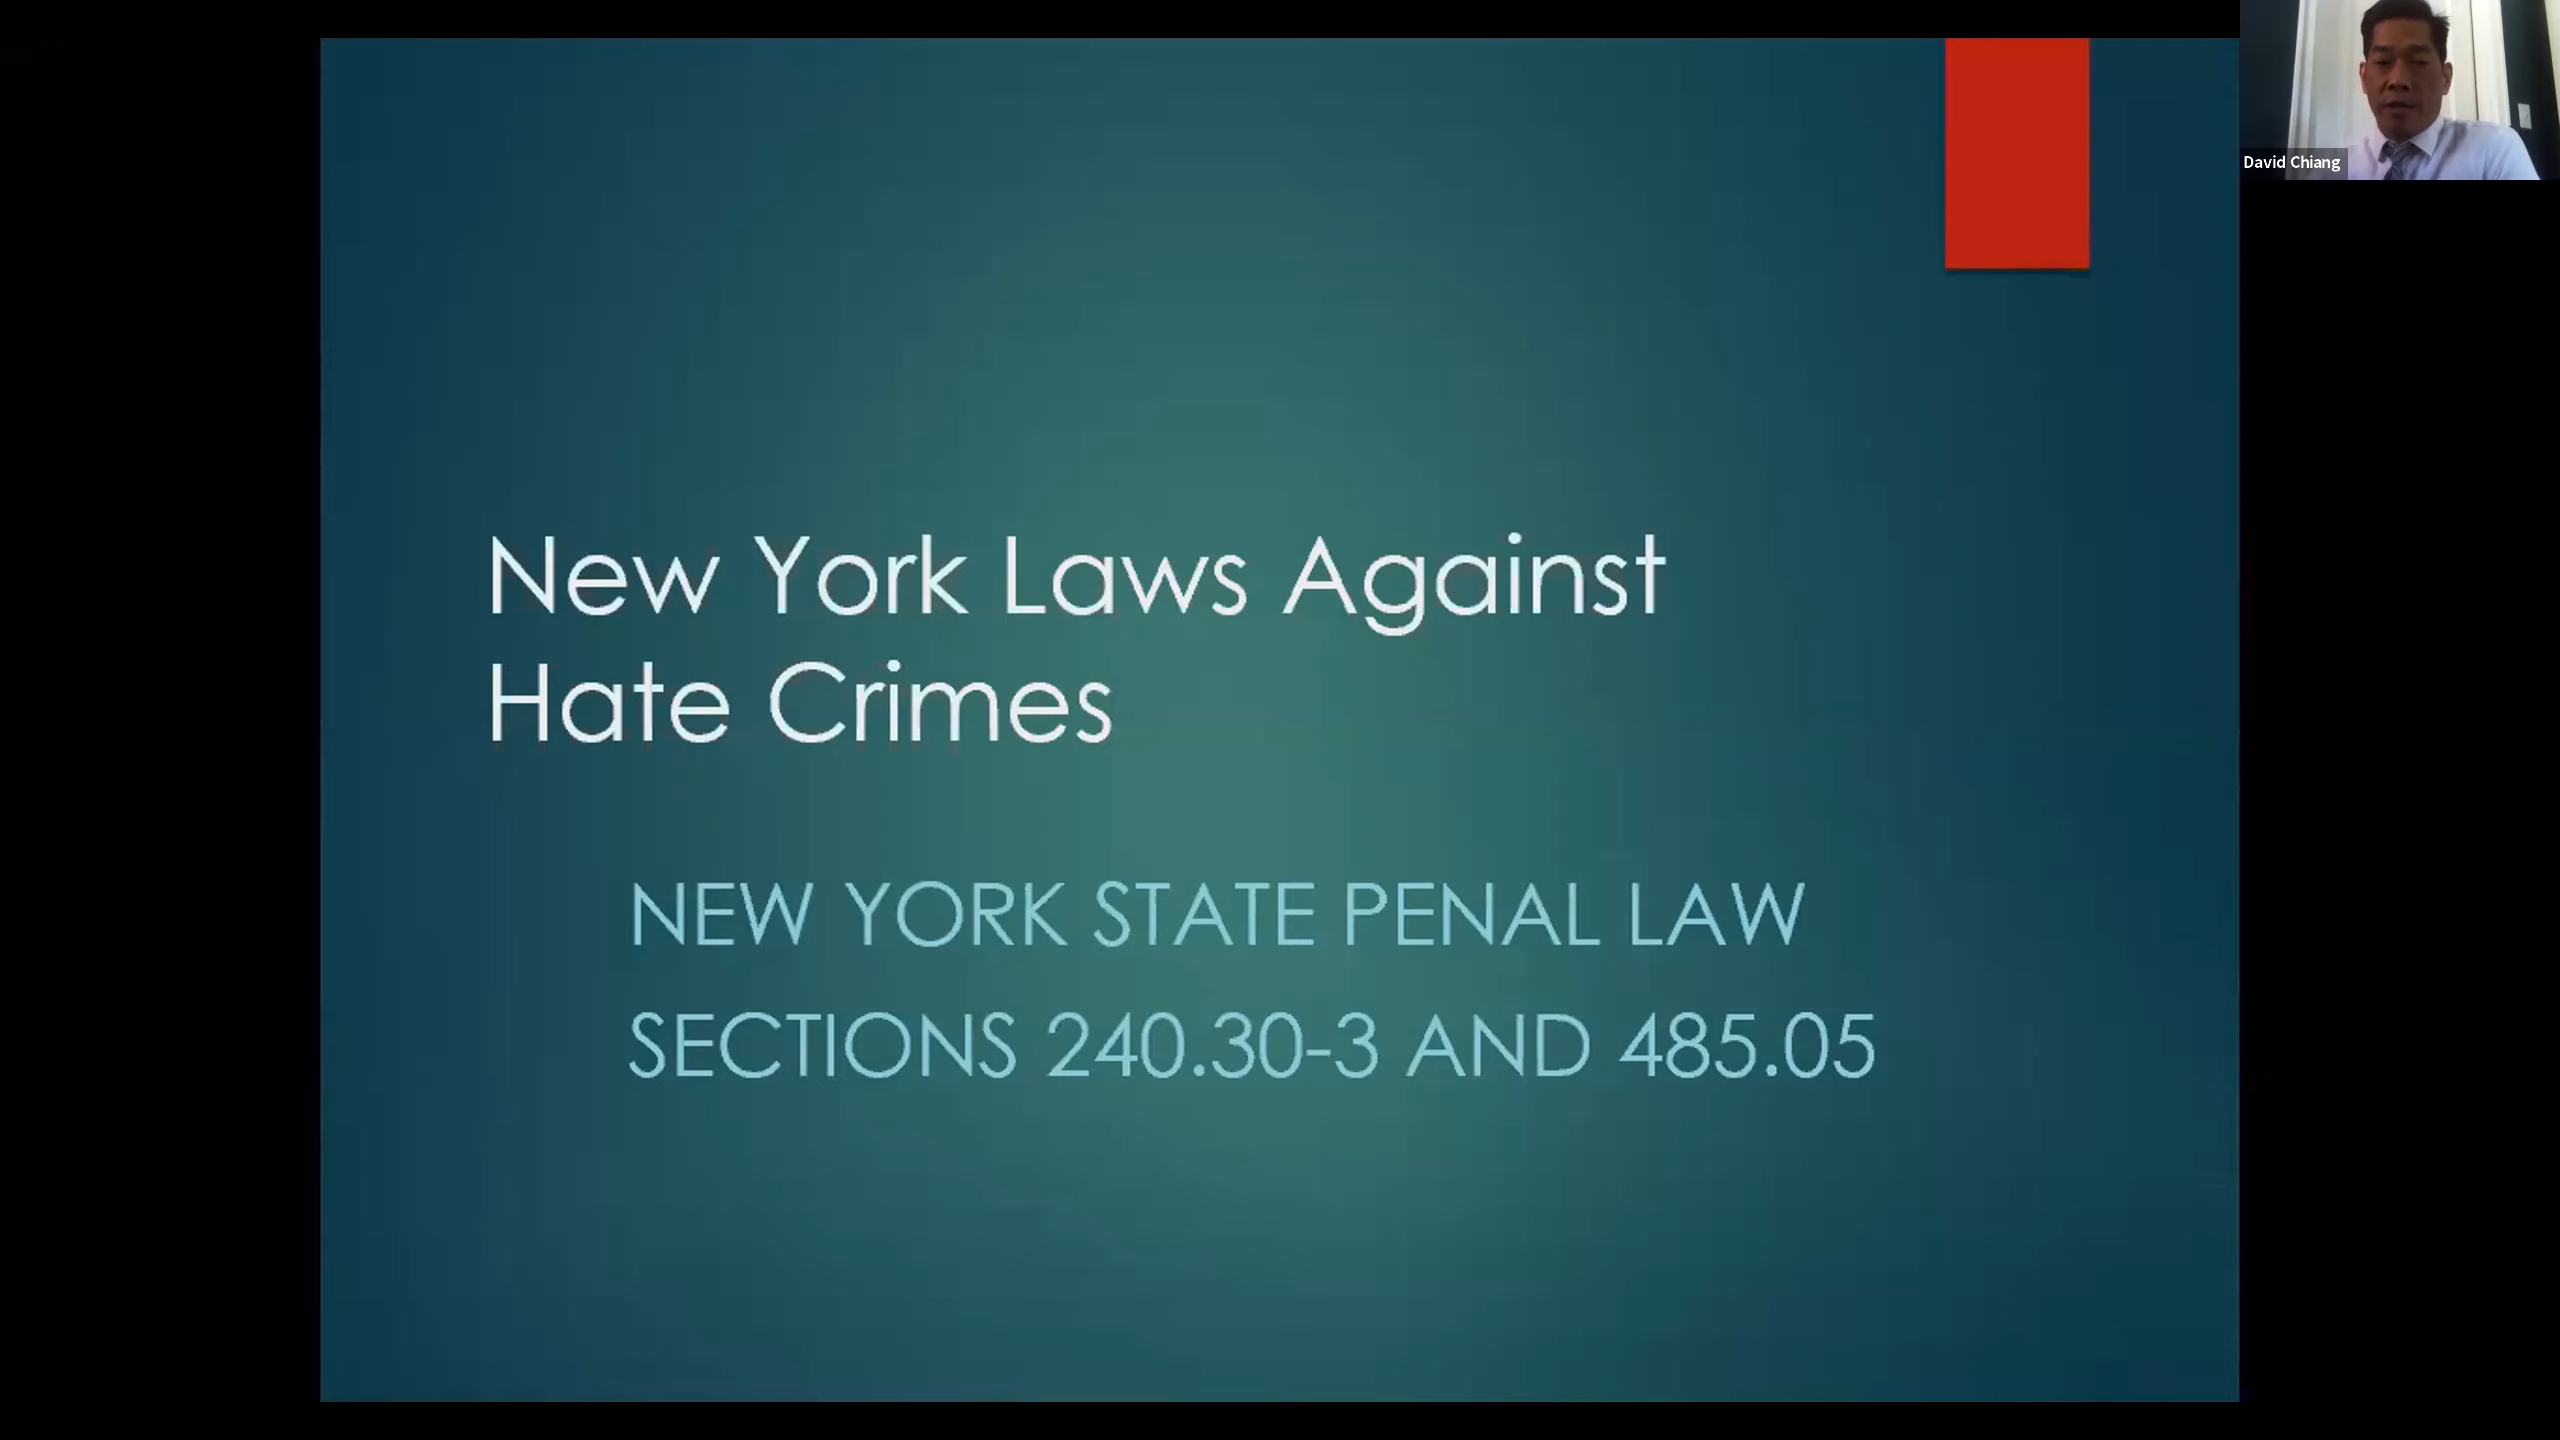 David Chiang
New York Laws Against
Hate Crimes
NEW YORK STATE PENAL LAW
SECTIONS 240.30-3 AND 485.05